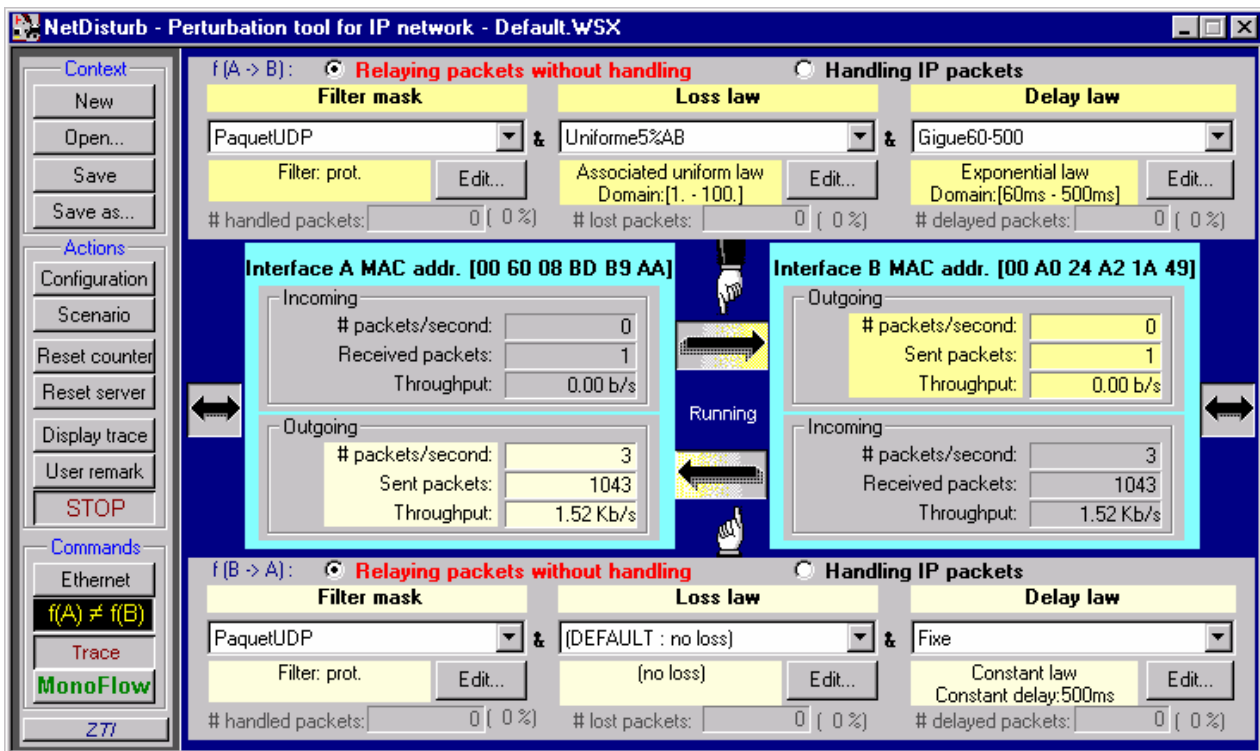 NetDisturb - Perturbation tool for IP network - Default.WSX
Context
New
Open...
Save
Save as...
Actions
Configuration
Scenario
Reset counter
Reset server
Display trace
User remark
STOP
Commands
Ethernet
f(A) ≠ f(B)
Trace
MonoFlow
ZTI
f (A -> B) : Relaying packets without handling Handling IP packets
Filter mask Loss law Delay law
PaquetUDP & Uniforme5%AB & Gigue60-500
Filter: prot. Edit... Associated uniform law Edit... Exponential law Edit...
Domain:[1. - 100.] Domain:[60ms - 500ms]
# handled packets: 0 ( 0 %) # lost packets: 0 ( 0 %) # delayed packets: 0 ( 0 %)
Interface A MAC addr. [00 60 08 BD B9 AA]
Incoming
# packets/second: 0
Received packets: 1
Throughput: 0.00 b/s
Outgoing
# packets/second: 3
Sent packets: 1043
Throughput: 1.52 Kb/s
Running
Interface B MAC addr. [00 A0 24 A2 1A 49]
Outgoing
# packets/second: 0
Sent packets: 1
Throughput: 0.00 b/s
Incoming
# packets/second: 3
Received packets: 1043
Throughput: 1.52 Kb/s
f (B -> A) : Relaying packets without handling Handling IP packets
Filter mask Loss law Delay law
PaquetUDP & (DEFAULT : no loss) & Fixe
Filter: prot. Edit... (no loss) Edit... Constant law Edit...
Constant delay:500ms
# handled packets: 0 ( 0 %) # lost packets: 0 ( 0 %) # delayed packets: 0 ( 0 %)